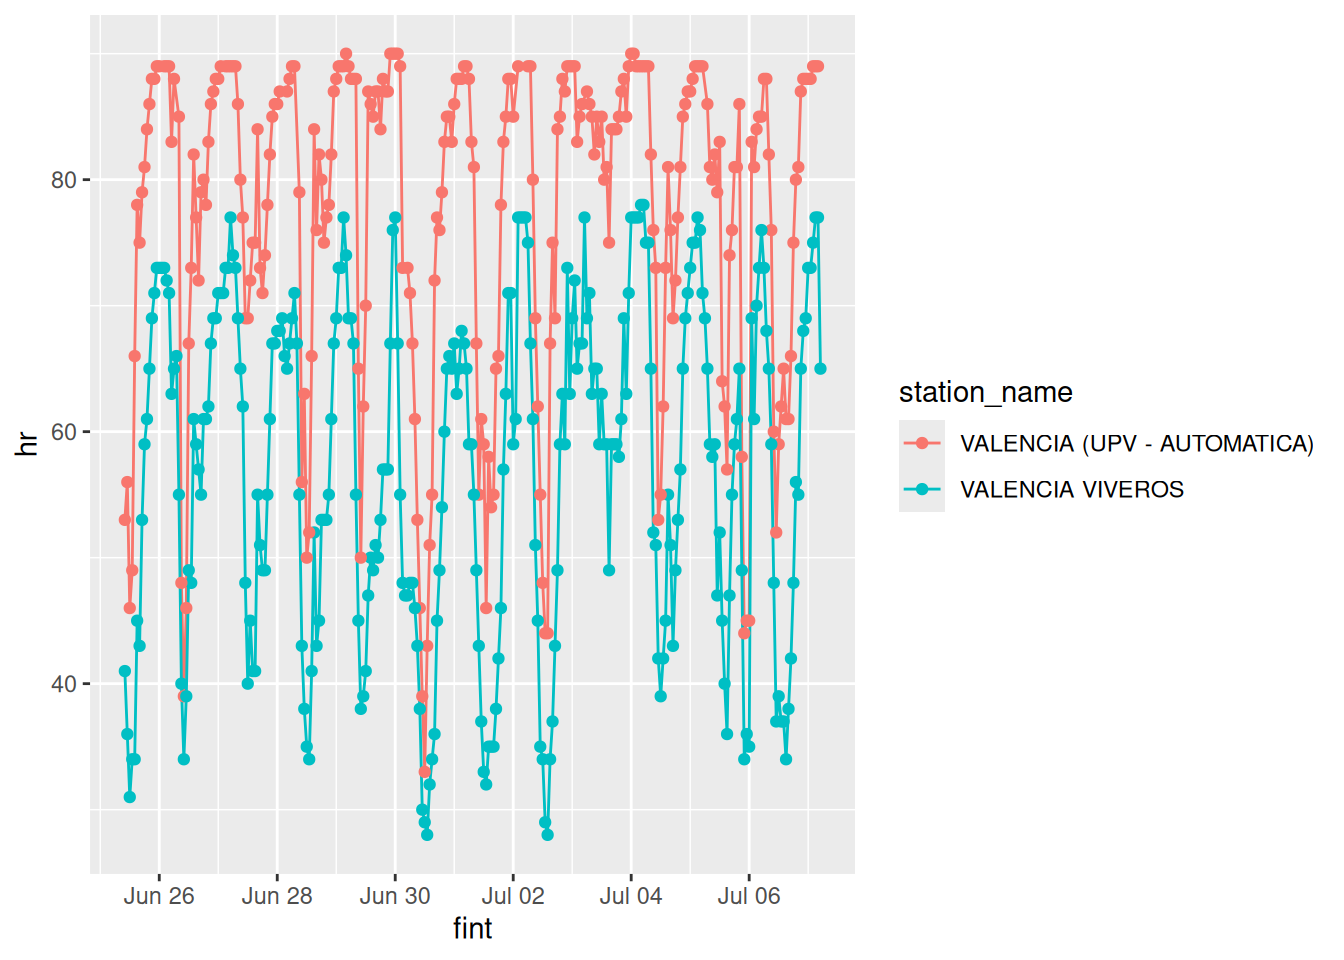 hr
80
60
40
Jun 26
Jun 28
Jun 30
Jul 02
Jul 04
Jul 06
fint
station_name
VALENCIA (UPV - AUTOMATICA)
VALENCIA VIVEROS